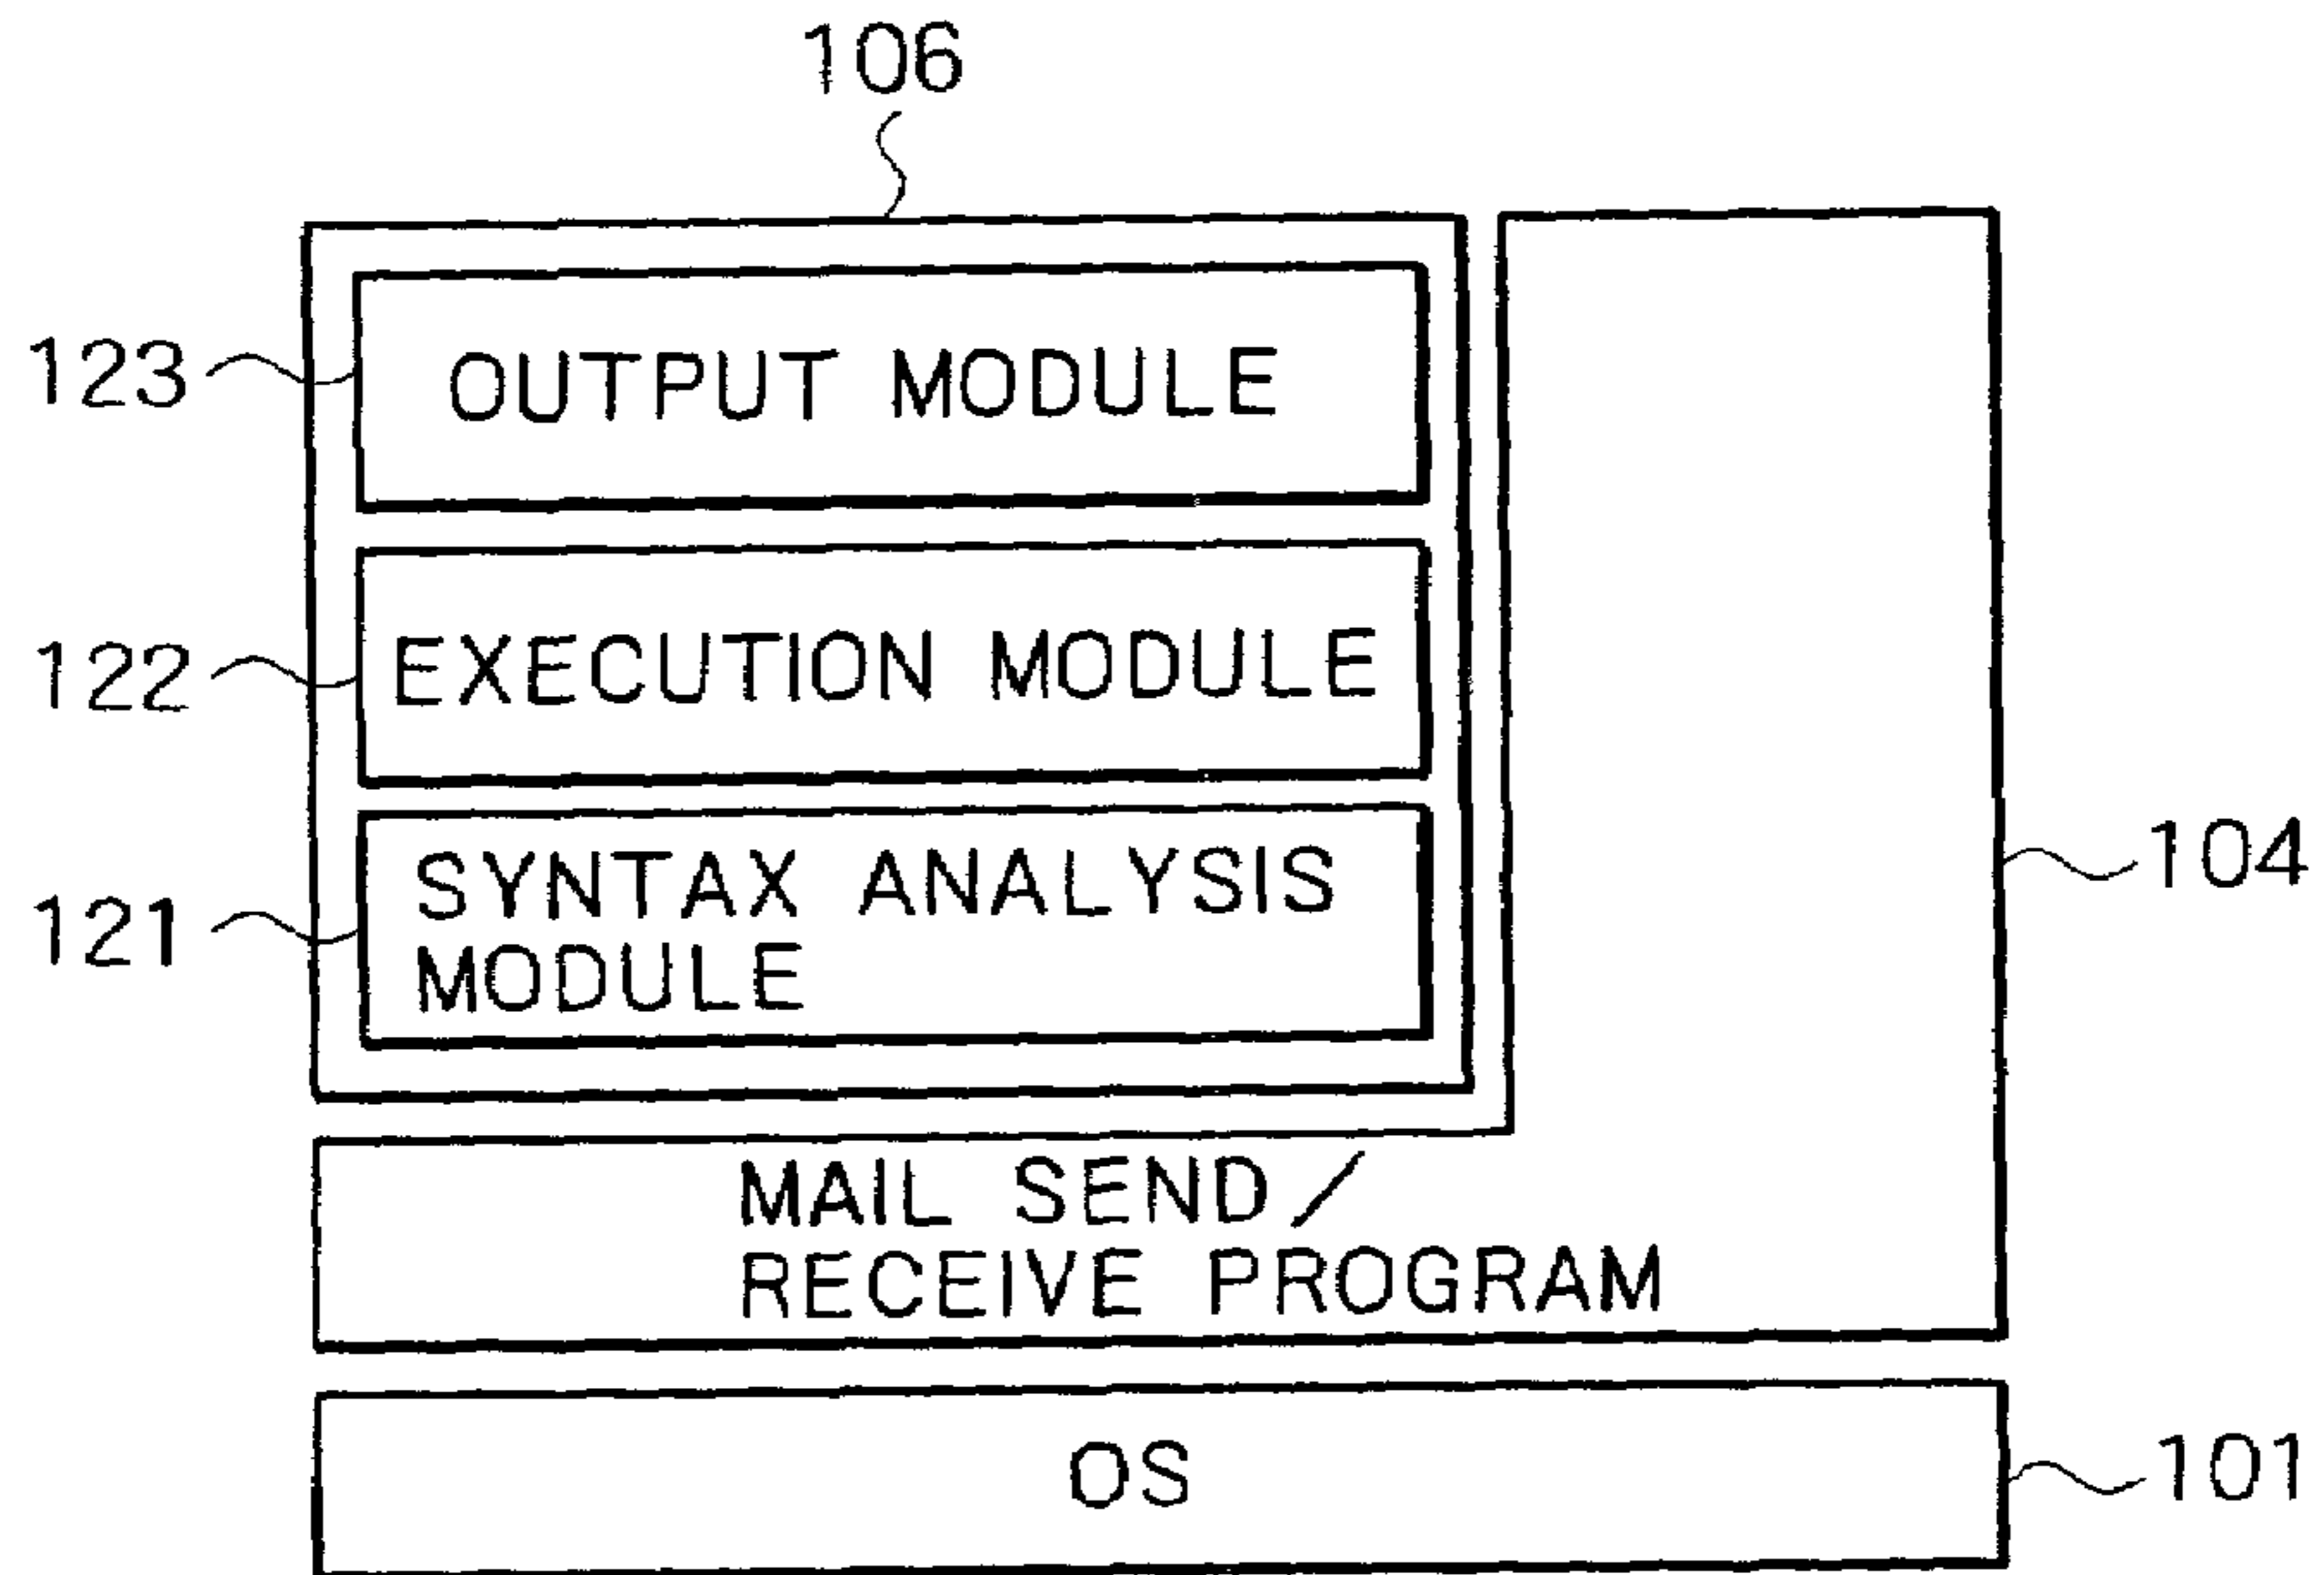 106
123
OUTPUT MODULE
122
EXECUTION MODULE
121
SYNTAX ANALYSIS
MODULE
104
MAIL SEND/
RECEIVE PROGRAM
OS
101